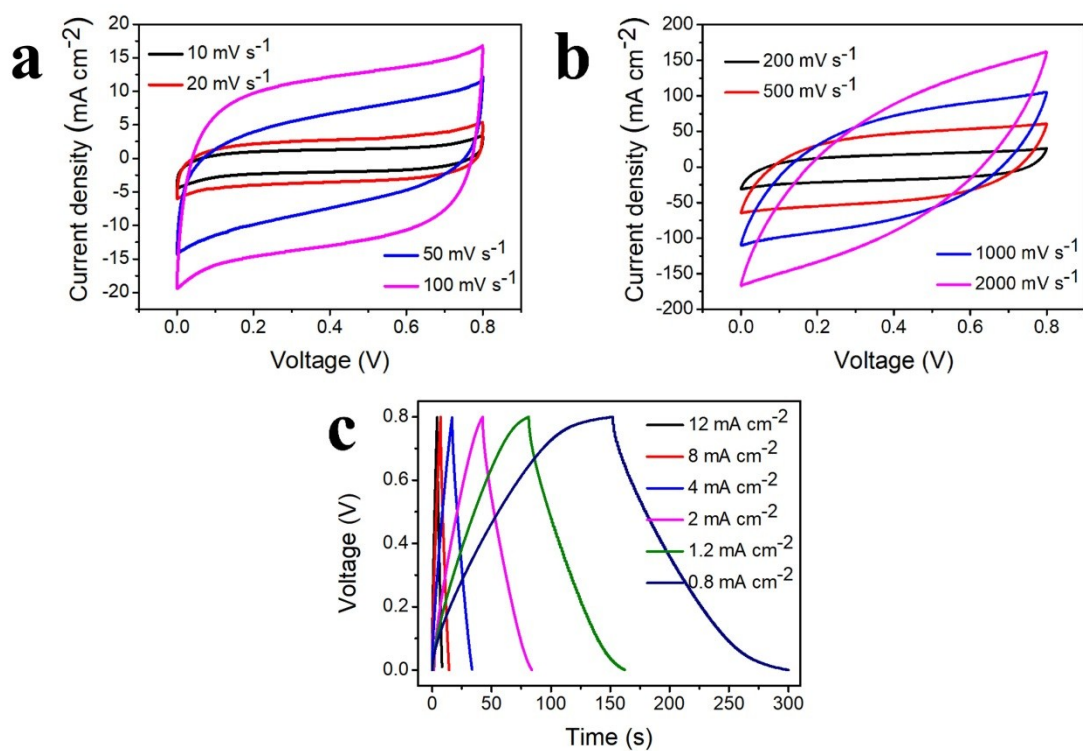 a
Current density (mA cm⁻²)
20
15
10
5
0
-5
-10
-15
-20
10 mV s⁻¹
20 mV s⁻¹
50 mV s⁻¹
100 mV s⁻¹
0.0 0.2 0.4 0.6 0.8
Voltage (V)
b
Current density (mA cm⁻²)
200
150
100
50
0
-50
-100
-150
-200
200 mV s⁻¹
500 mV s⁻¹
1000 mV s⁻¹
2000 mV s⁻¹
0.0 0.2 0.4 0.6 0.8
Voltage (V)
c
Voltage (V)
0.8
0.6
0.4
0.2
0.0
12 mA cm⁻²
8 mA cm⁻²
4 mA cm⁻²
2 mA cm⁻²
1.2 mA cm⁻²
0.8 mA cm⁻²
0 50 100 150 200 250 300
Time (s)